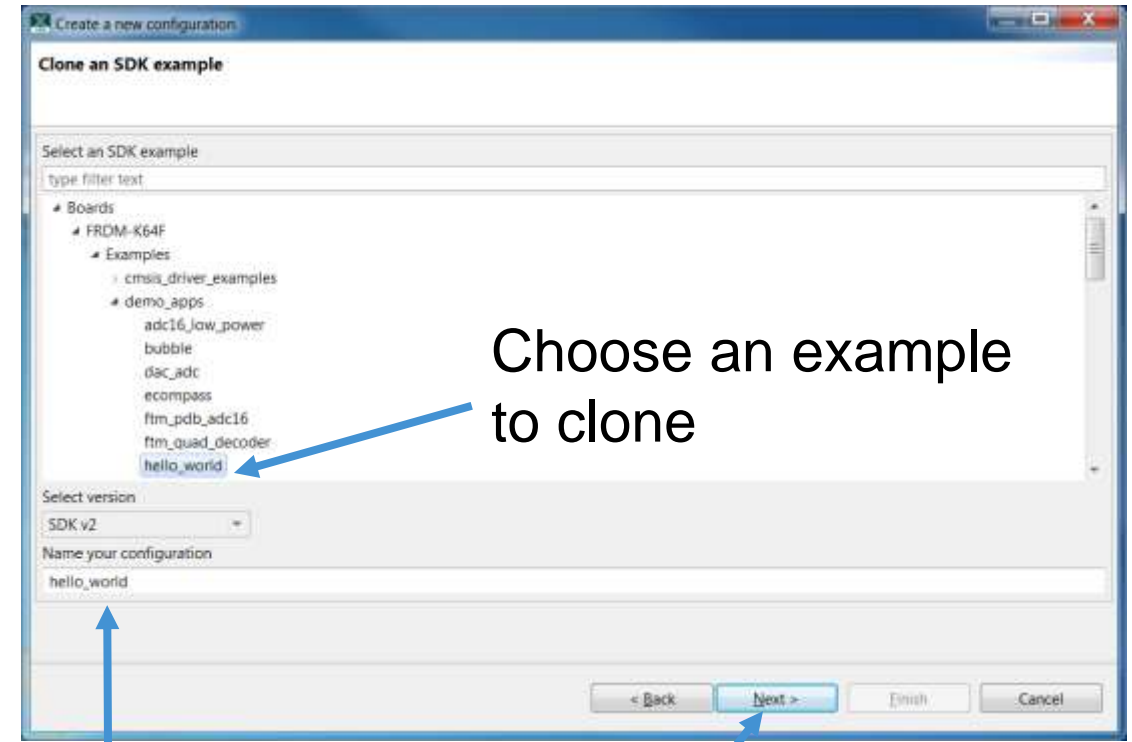 Create a new configuration
Clone an SDK example
Select an SDK example
type filter text
Boards
FRDM-K64F
Examples
cmsis_driver_examples
demo_apps
adc16_low_power
bubble
dac_adc
ecompass
ftm_pdb_adc16
ftm_quad_decoder
hello_world
Choose an example
to clone
Select version
SDK v2
Name your configuration
hello_world
< Back Next > Finish Cancel